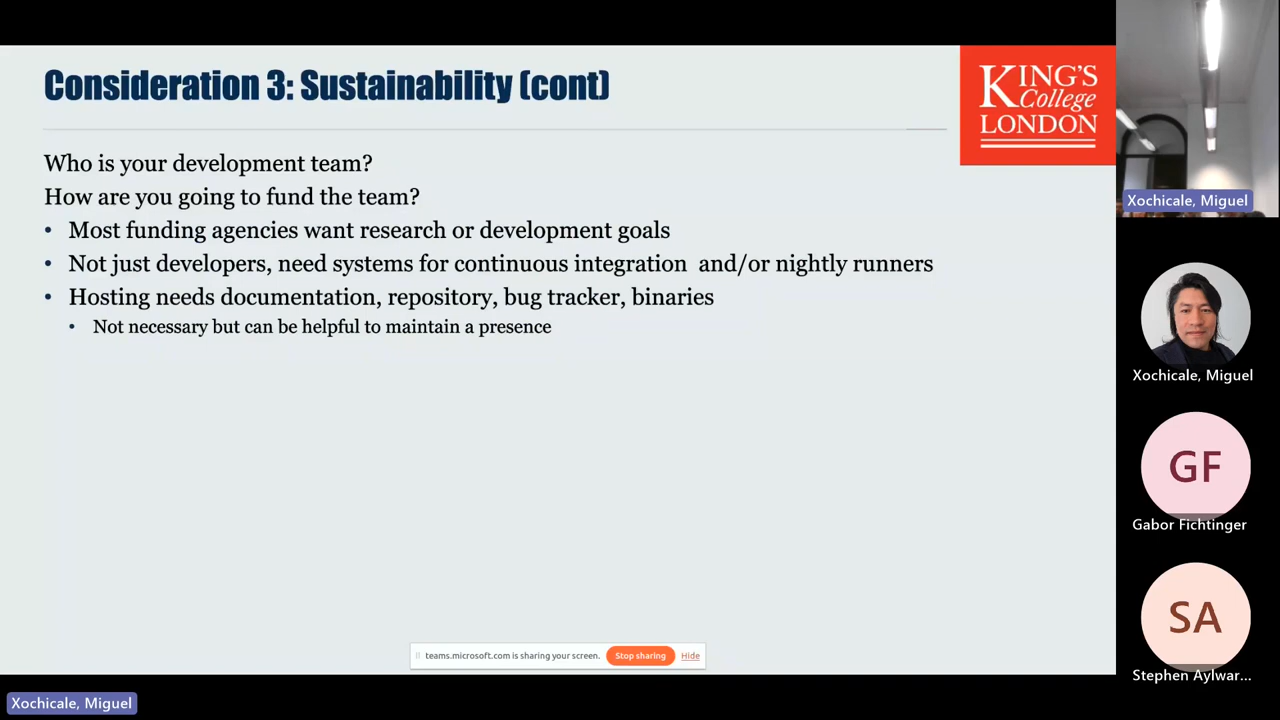 Consideration 3: Sustainability (cont)
KING'S
College
LONDON
Who is your development team?
How are you going to fund the team?
• Most funding agencies want research or development goals
• Not just developers, need systems for continuous integration and/or nightly runners
• Hosting needs documentation, repository, bug tracker, binaries
• Not necessary but can be helpful to maintain a presence
teams.microsoft.com is sharing your screen. Stop sharing Hide
Xochicale, Miguel
Xochicale, Miguel
Xochicale, Miguel
GF
Gabor Fichtinger
SA
Stephen Aylwar...